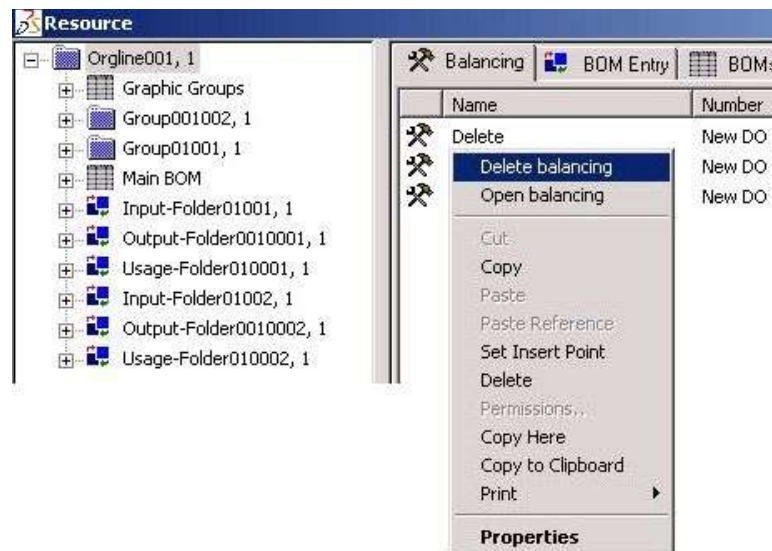 Resource
Orgline001, 1
Graphic Groups
Group001002, 1
Group01001, 1
Main BOM
Input-Folder01001, 1
Output-Folder0010001, 1
Usage-Folder010001, 1
Input-Folder01002, 1
Output-Folder0010002, 1
Usage-Folder010002, 1
Balancing BOM Entry BOMs
Name Number
Delete New DO
New DO
New DO
Delete balancing
Open balancing
Cut
Copy
Paste
Paste Reference
Set Insert Point
Delete
Permissions..
Copy Here
Copy to Clipboard
Print
Properties